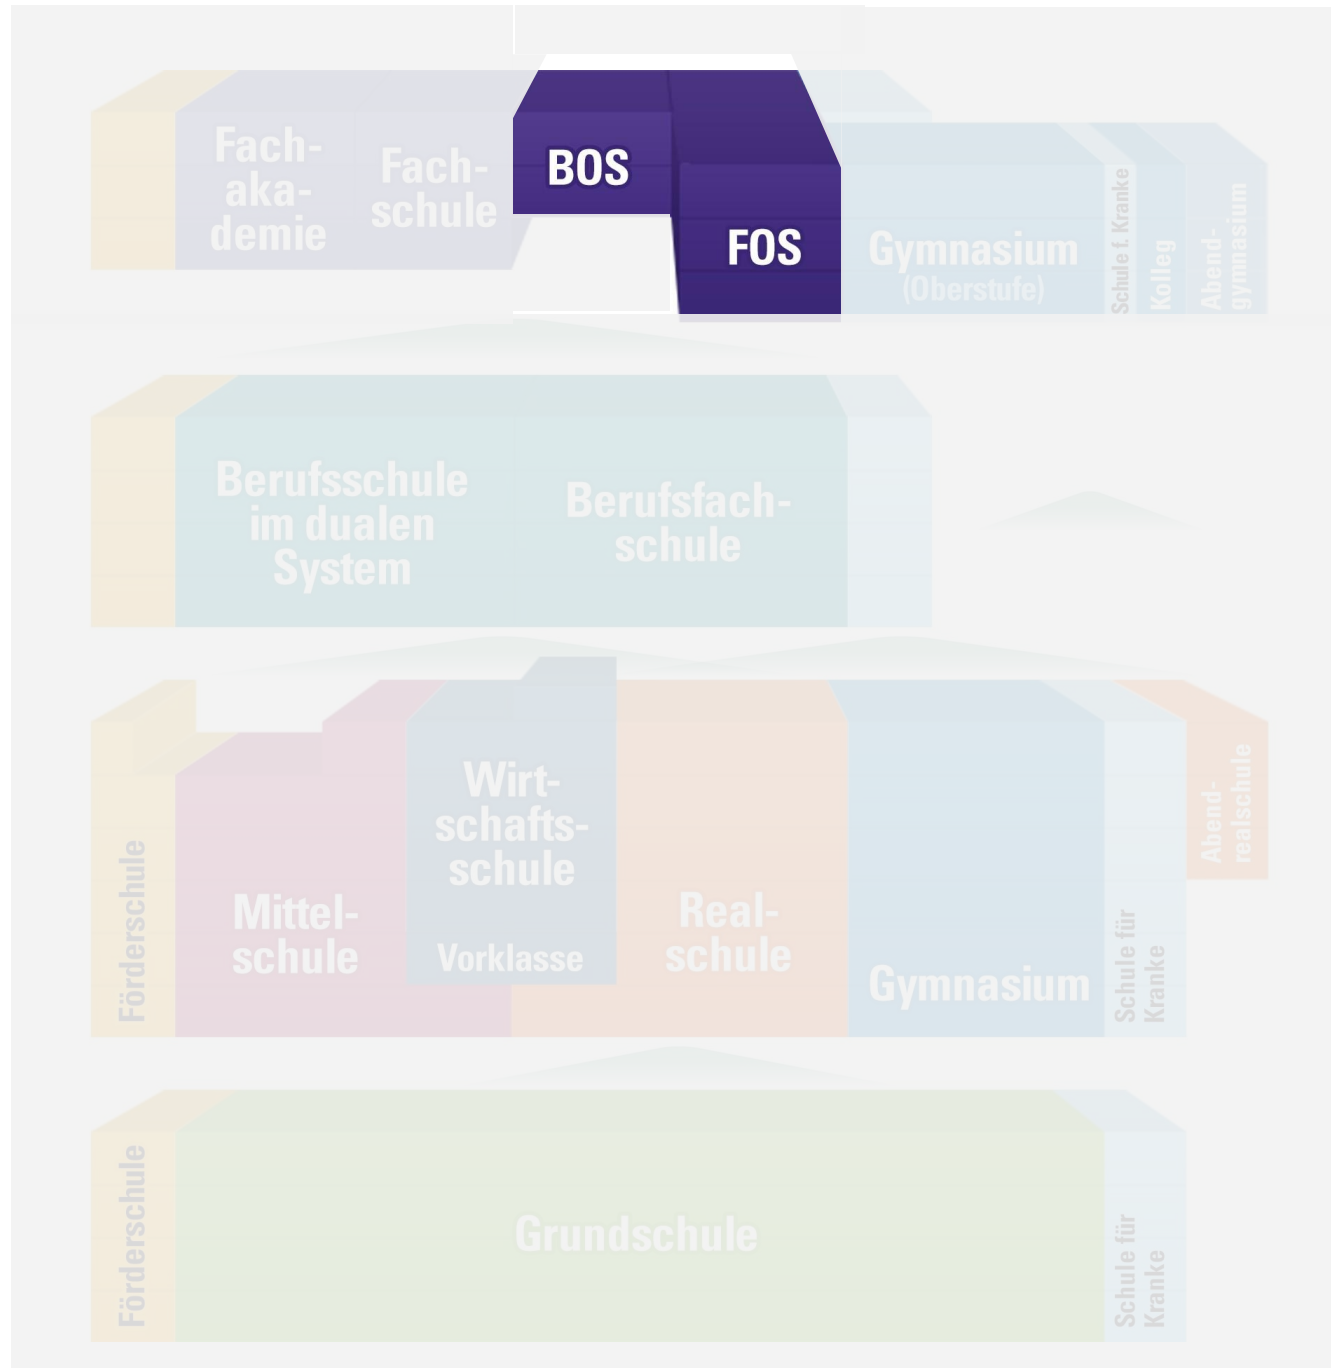 Fach-
aka-
demie
Fach-
schule
BOS
FOS
Gymnasium
(Oberstufe)
Schule f. Kranke
Kolleg
Abend-
gymnasium
Berufsschule
im dualen
System
Berufsfach-
schule
Förderschule
Mittel-
schule
Wirt-
schafts-
schule
Vorklasse
Real-
schule
Gymnasium
Schule für
Kranke
Abend-
realschule
Förderschule
Grundschule
Schule für
Kranke